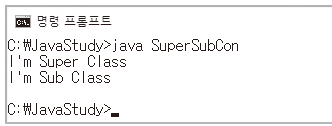 명령 프롬프트
C:₩JavaStudy>java SuperSubCon
I'm Super Class
I'm Sub Class
C:₩JavaStudy>